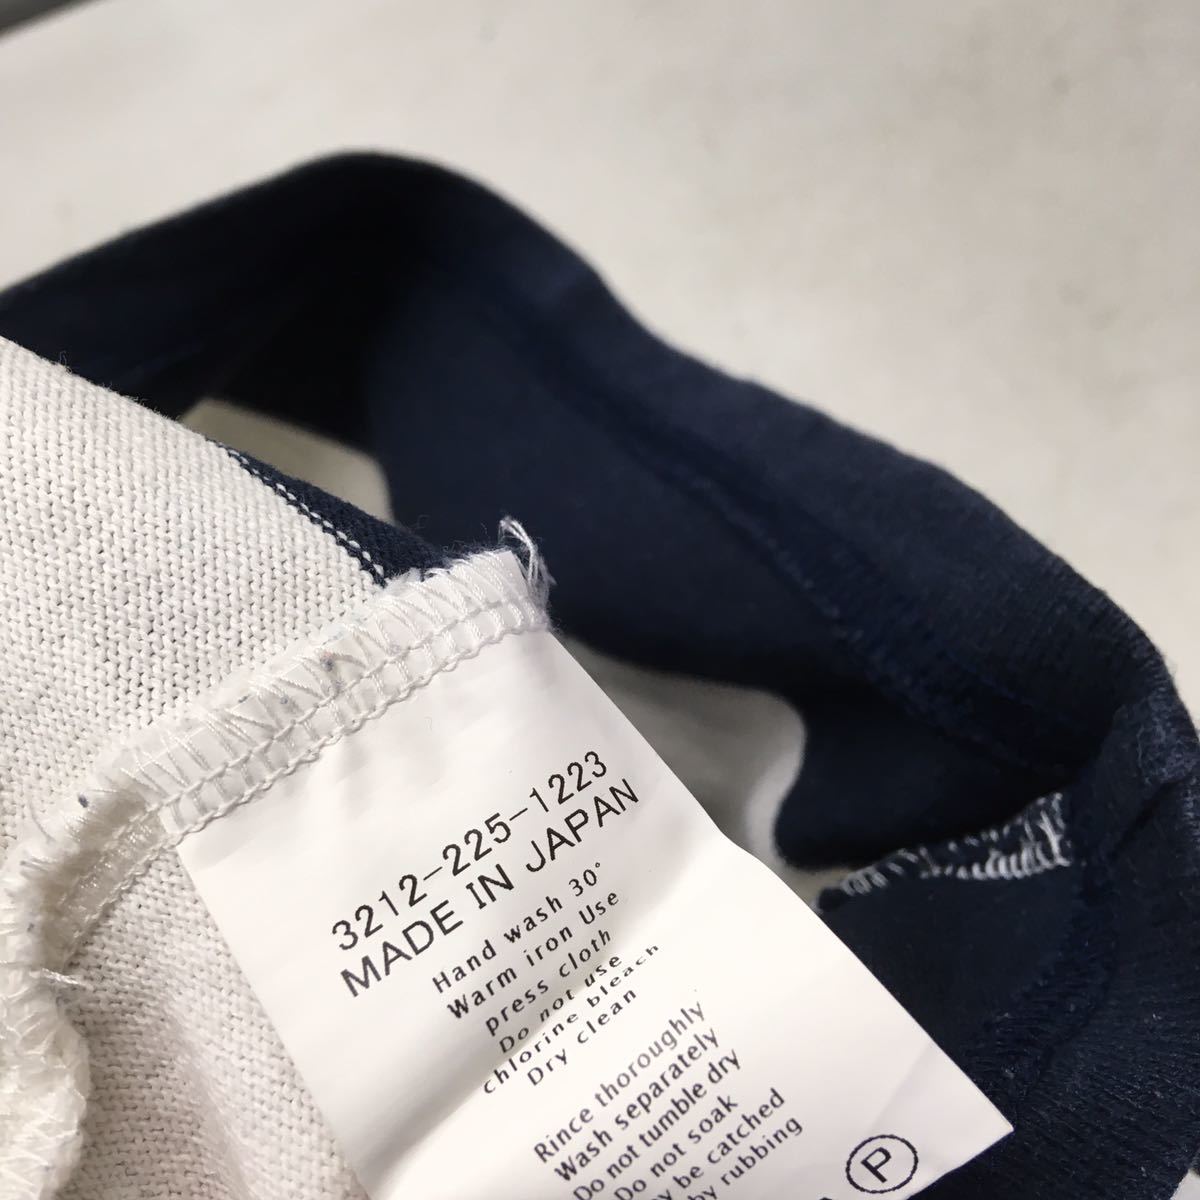 3212-225-1223
MADE IN JAPAN
Hand wash 30°
Warm iron Use
press cloth
Do not use
chlorine bleach
Dry clean
Rince thoroughly
Wash separately
Do not tumble dry
Do not soak
be catched
by rubbing
P